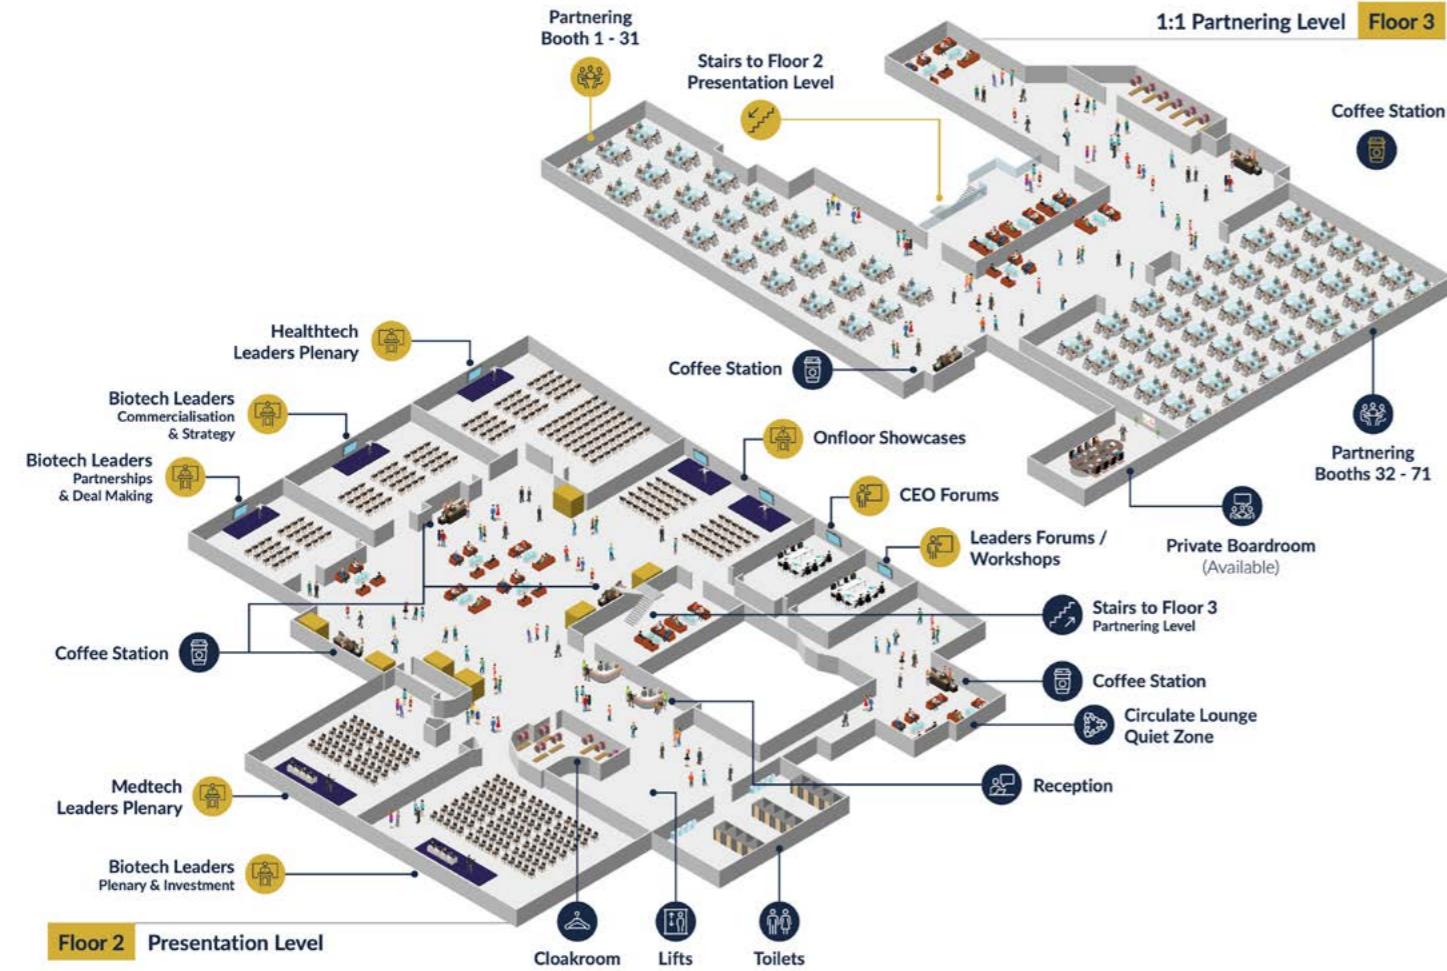 1:1 Partnering Level Floor 3
Partnering
Booth 1 - 31
Stairs to Floor 2
Presentation Level
Coffee Station
Coffee Station
Partnering
Booths 32 - 71
Private Boardroom
(Available)
Healthtech
Leaders Plenary
Biotech Leaders
Commercialisation
& Strategy
Biotech Leaders
Partnerships
& Deal Making
Onfloor Showcases
CEO Forums
Leaders Forums /
Workshops
Stairs to Floor 3
Partnering Level
Coffee Station
Coffee Station
Circulate Lounge
Quiet Zone
Reception
Medtech
Leaders Plenary
Biotech Leaders
Plenary & Investment
Cloakroom
Lifts
Toilets
Floor 2 Presentation Level